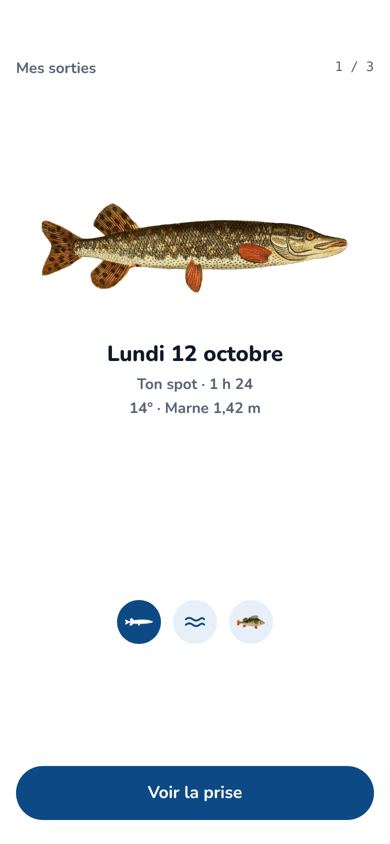 Mes sorties
1 / 3
Lundi 12 octobre
Ton spot · 1 h 24
14° · Marne 1,42 m
Voir la prise